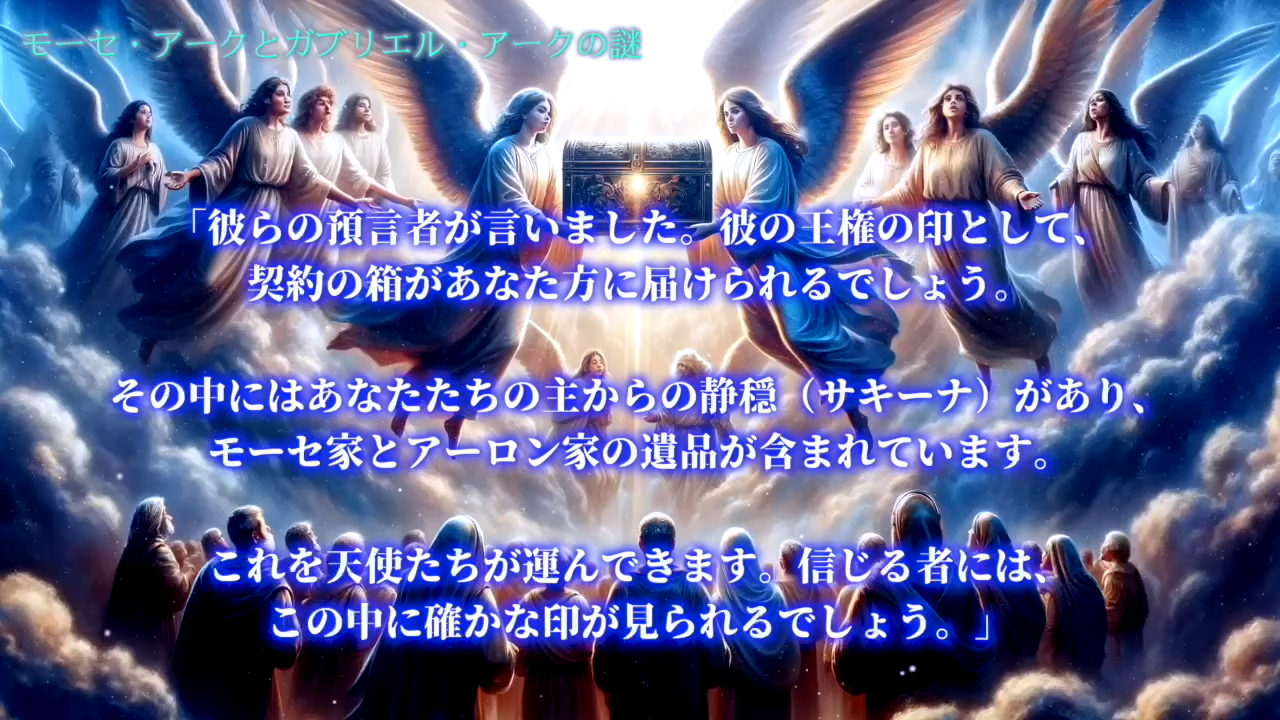 モーセ・アークとガブリエル・アークの謎
「彼らの預言者が言いました。彼の王権の印として、
契約の箱があなた方に届けられるでしょう。
その中にはあなたたちの主からの静穏（サキーナ）があり、
モーセ家とアーロン家の遺品が含まれています。
これを天使たちが運んできます。信じる者には、
この中に確かな印が見られるでしょう。」